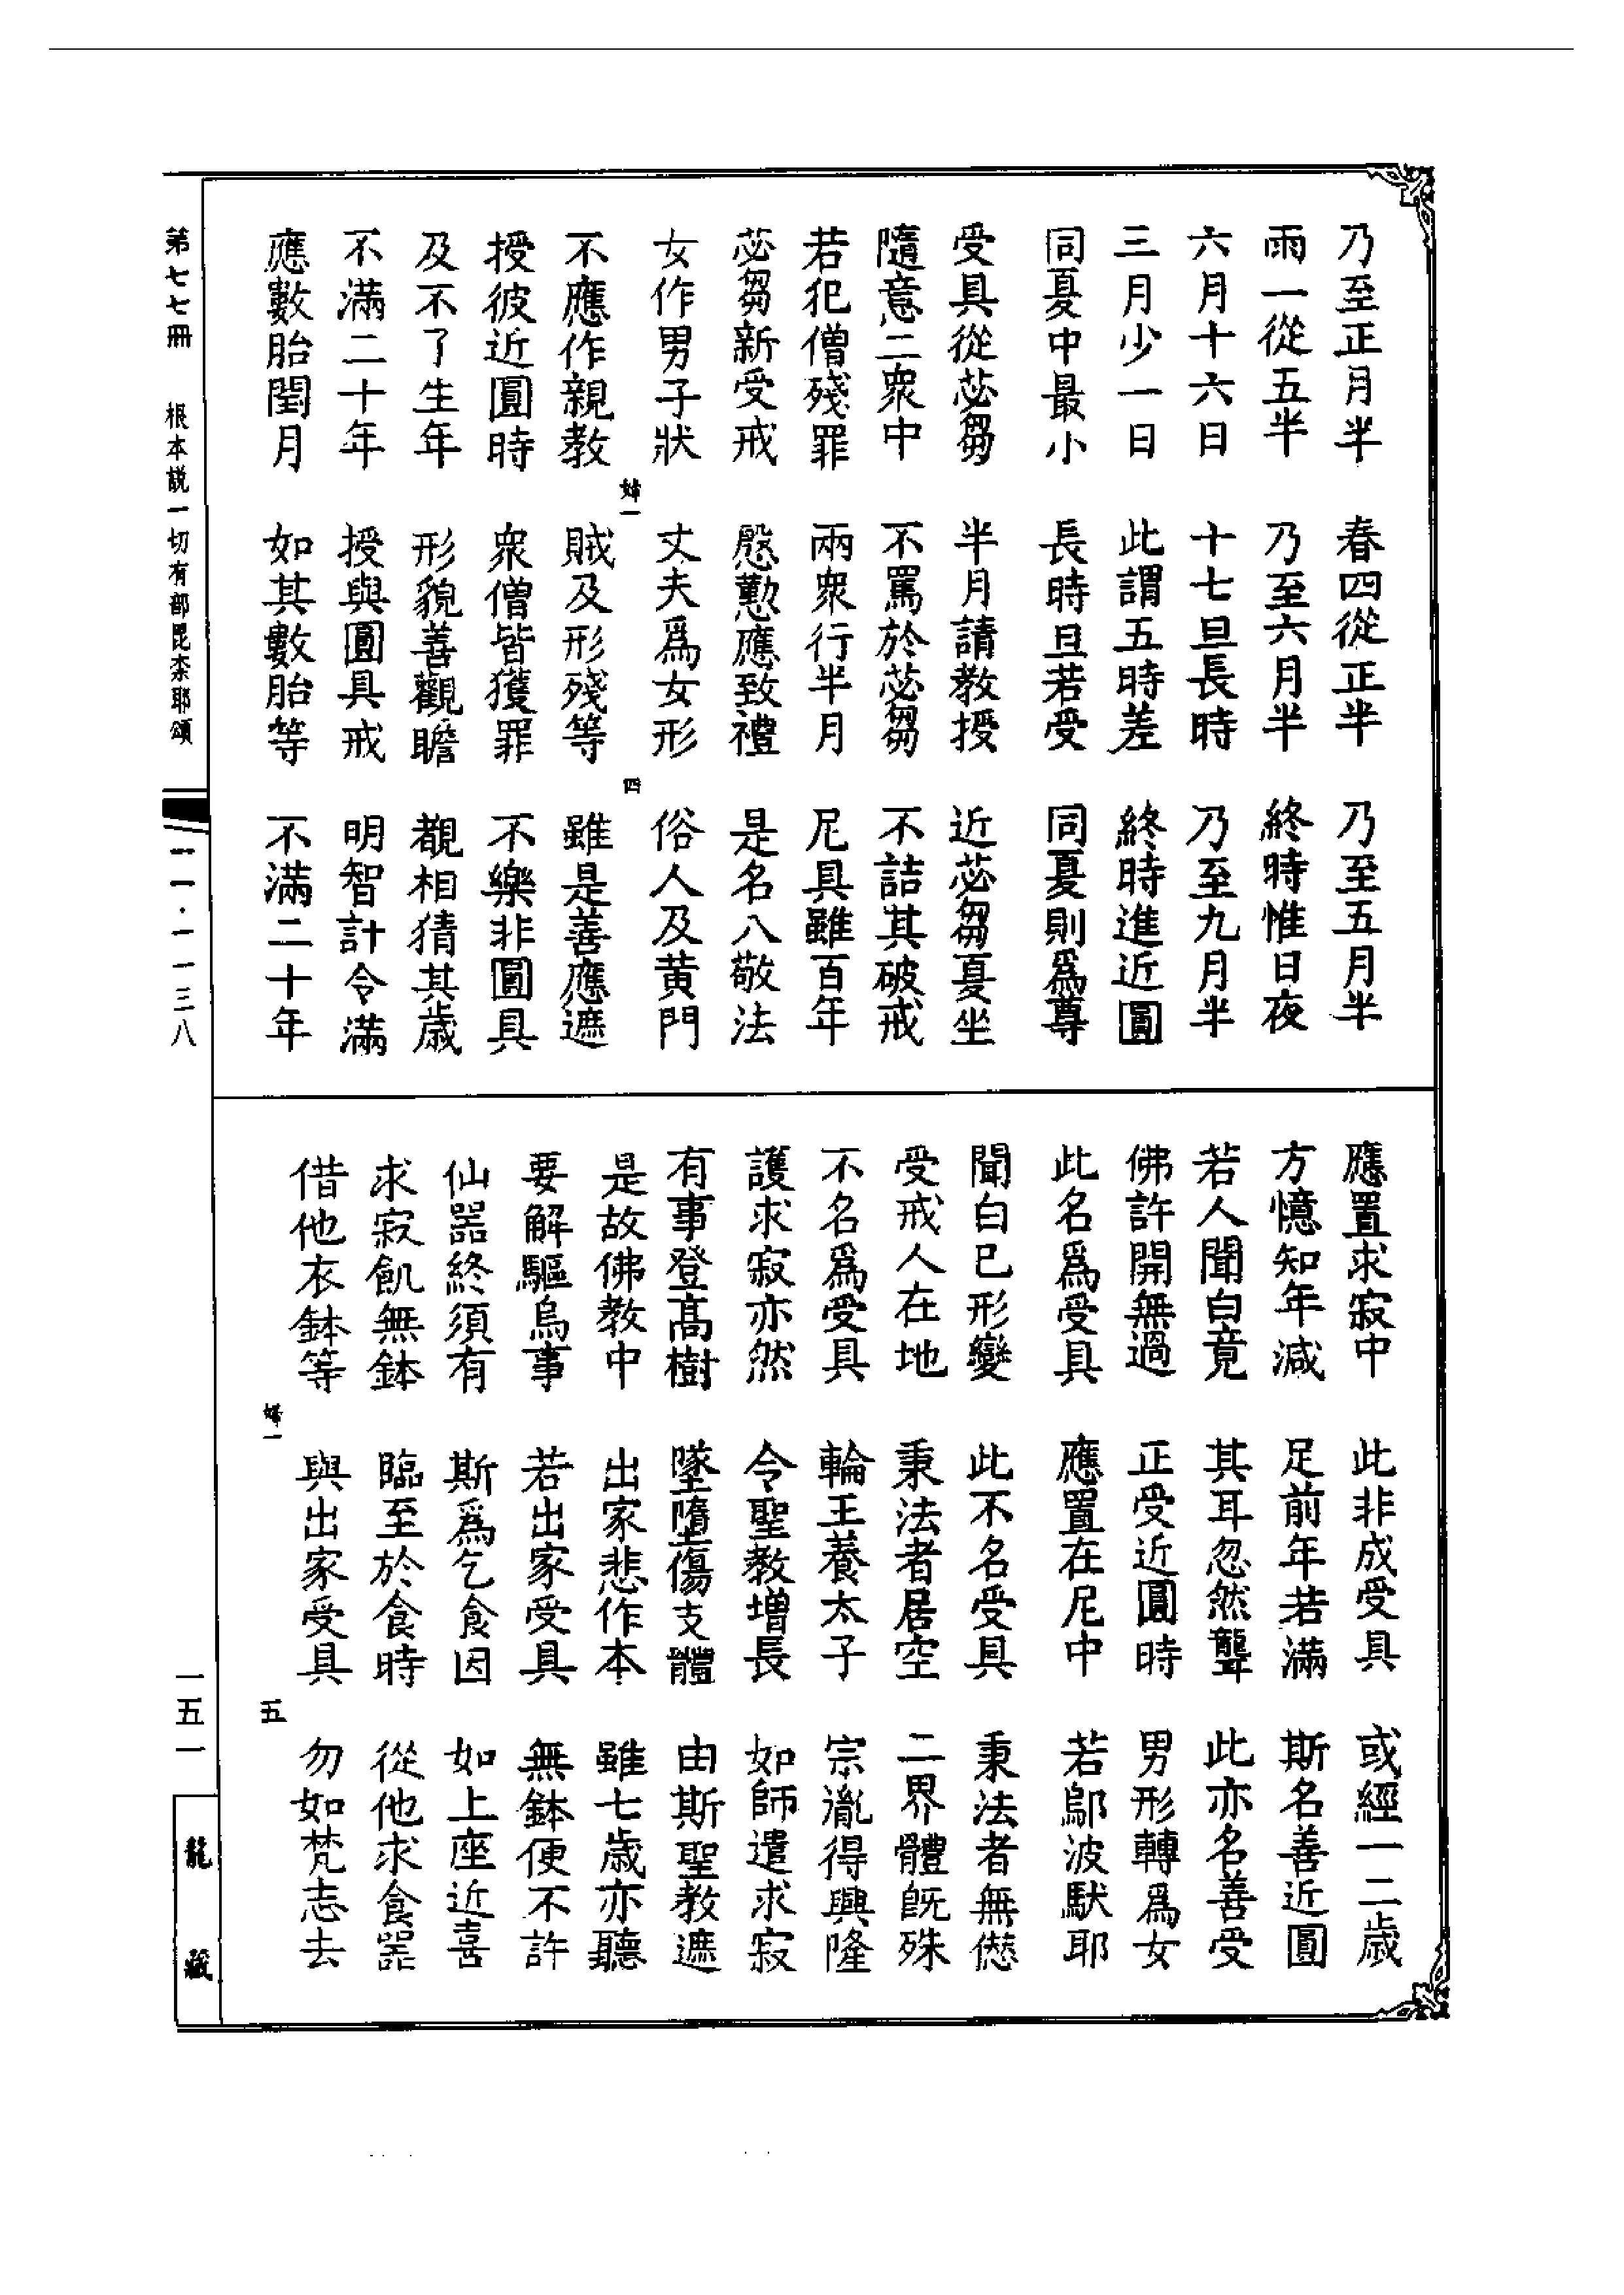 乃至正月半　春四從正半　乃至五月半
雨一從五半　乃至六月半　終時惟日夜
六月十六日　十七旦長時　乃至九月半
三月少一日　此謂五時差　終時進近圓
同夏中最小　長時旦若受　同夏則爲尊
受具從苾芻　半月請教授　近苾芻夏坐
隨意二衆中　不罵於苾芻　不詰其破戒
若犯僧殘罪　兩衆行半月　尼具雖百年
苾芻新受戒　慇懃應致禮　是名八敬法
女作男子狀　丈夫爲女形　俗人及黄門
婦一　四
不應作親教　賊及形殘等　雖是善應遮
授彼近圓時　衆僧皆獲罪　不樂非圓具
及不了生年　形貌善觀瞻　覩相猜其歲
不滿二十年　授與圓具戒　明智計令滿
應數胎閏月　如其數胎等　不滿二十年
應置求寂中　此非成受具　或經一二歲
方憶知年減　足前年若滿　斯名善近圓
若人聞白竟　其耳忽然聾　此亦名善受
佛許開無過　正受近圓時　男形轉爲女
此名爲受具　應置在尼中　若鄔波馱耶
聞白已形變　此不名受具　秉法者無愆
受戒人在地　秉法者居空　二界體旣殊
不名爲受具　輪王養太子　宗胤得興隆
護求寂亦然　令聖教增長　如師遣求寂
有事登高樹　墜墮傷支體　由斯聖教遮
是故佛教中　出家悲作本　雖七歲亦聽
要解驅烏事　若出家受具　無鉢便不許
仙器終須有　斯爲乞食因　如上座近喜
求寂飢無鉢　臨至於食時　從他求食器
借他衣鉢等　與出家受具　勿如梵志去
婦一　五
第七七冊　根本説一切有部毘柰耶頌　一一一·一一三八　一五一　龍藏